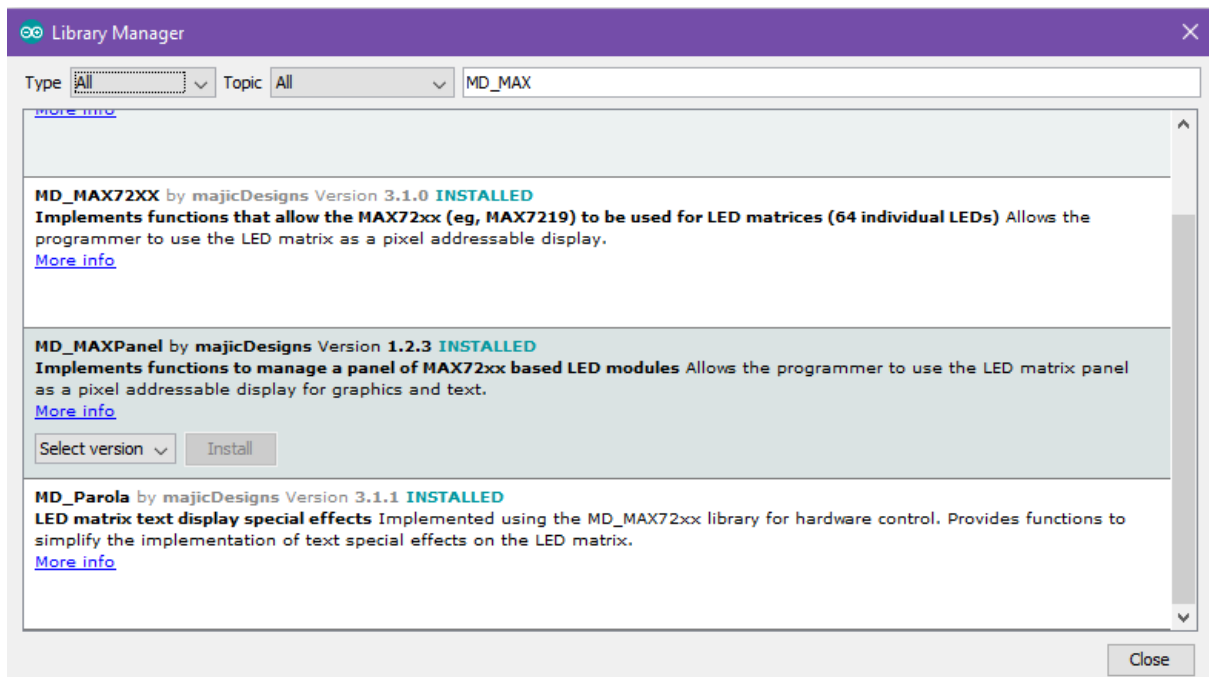 Library Manager
Type All Topic All MD_MAX
More info
MD_MAX72XX by majicDesigns Version 3.1.0 INSTALLED
Implements functions that allow the MAX72xx (eg, MAX7219) to be used for LED matrices (64 individual LEDs) Allows the
programmer to use the LED matrix as a pixel addressable display.
More info
MD_MAXPanel by majicDesigns Version 1.2.3 INSTALLED
Implements functions to manage a panel of MAX72xx based LED modules Allows the programmer to use the LED matrix panel
as a pixel addressable display for graphics and text.
More info
Select version Install
MD_Parola by majicDesigns Version 3.1.1 INSTALLED
LED matrix text display special effects Implemented using the MD_MAX72xx library for hardware control. Provides functions to
simplify the implementation of text special effects on the LED matrix.
More info
Close